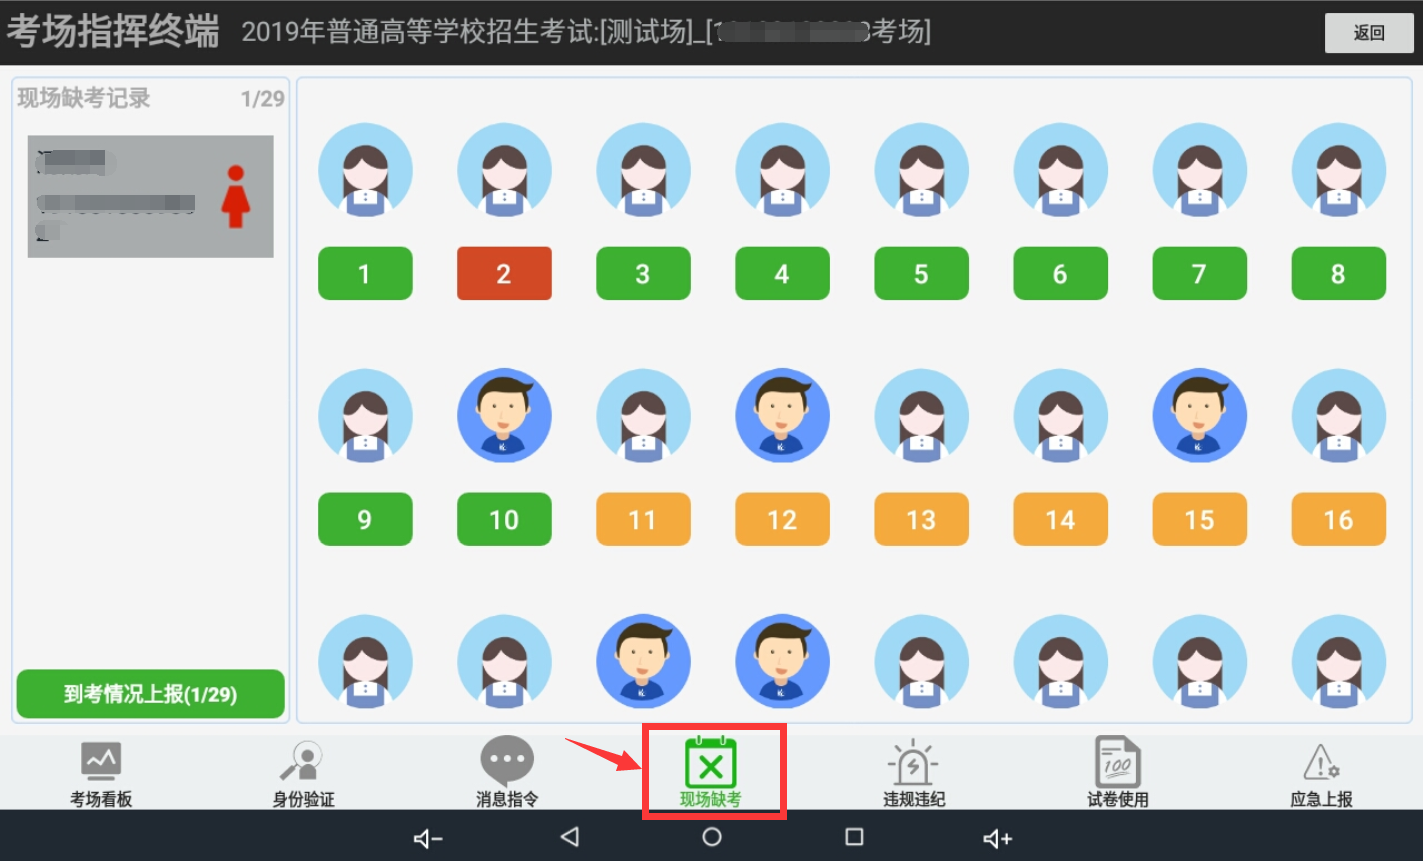 考场指挥终端 2019年普通高等学校招生考试:[测试场]_[考场] 返回
现场缺考记录 1/29
1 2 3 4 5 6 7 8
9 10 11 12 13 14 15 16
到考情况上报(1/29)
考场看板 身份验证 消息指令 现场缺考 违规违纪 试卷使用 应急上报
100